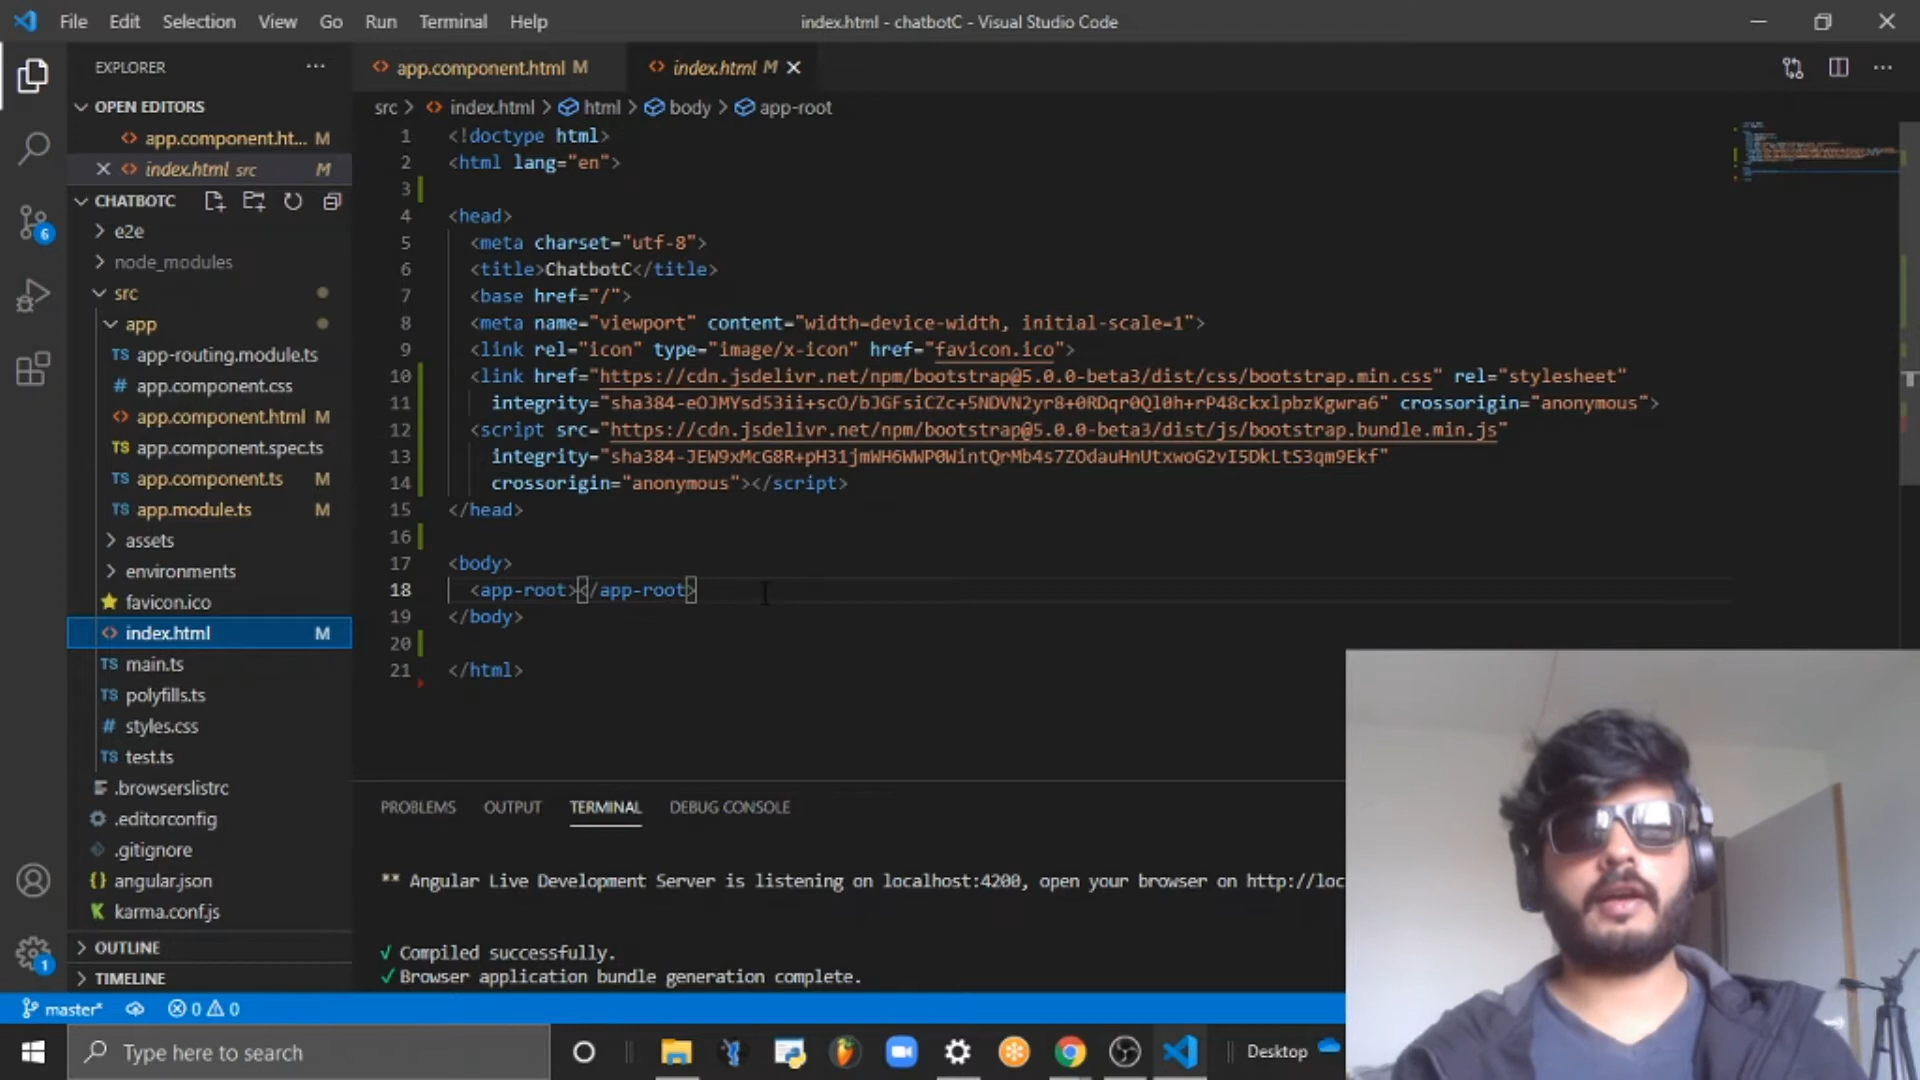 File Edit Selection View Go Run Terminal Help
index.html - chatbotC - Visual Studio Code
EXPLORER
OPEN EDITORS
app.component.ht... M
index.html src M
CHATBOTC
e2e
node_modules
src
app
TS app-routing.module.ts
# app.component.css
app.component.html M
TS app.component.spec.ts
TS app.component.ts M
TS app.module.ts M
assets
environments
favicon.ico
index.html M
TS main.ts
TS polyfills.ts
# styles.css
TS test.ts
.browserslistrc
.editorconfig
.gitignore
{} angular.json
karma.conf.js
OUTLINE
TIMELINE
6
1
app.component.html M
index.html M
src > index.html > html > body > app-root
1 <!doctype html>
2 <html lang="en">
3
4 <head>
5 <meta charset="utf-8">
6 <title>ChatbotC</title>
7 <base href="/">
8 <meta name="viewport" content="width=device-width, initial-scale=1">
9 <link rel="icon" type="image/x-icon" href="favicon.ico">
10 <link href="https://cdn.jsdelivr.net/npm/bootstrap@5.0.0-beta3/dist/css/bootstrap.min.css" rel="stylesheet"
11 integrity="sha384-eOJMYsd53ii+scO/bJGFsiCZc+5NDVN2yr8+0RDqr0Ql0h+rP48ckxlpbzKgwra6" crossorigin="anonymous">
12 <script src="https://cdn.jsdelivr.net/npm/bootstrap@5.0.0-beta3/dist/js/bootstrap.bundle.min.js"
13 integrity="sha384-JEW9xMcG8R+pH31jmWH6WWP0WintQrMb4s7ZOdauHnUtxwoG2vI5DkLtS3qm9Ekf"
14 crossorigin="anonymous"></script>
15 </head>
16
17 <body>
18 <app-root></app-root>
19 </body>
20
21 </html>
PROBLEMS OUTPUT TERMINAL DEBUG CONSOLE
** Angular Live Development Server is listening on localhost:4200, open your browser on http://loc
√ Compiled successfully.
√ Browser application bundle generation complete.
master* 0 0
Type here to search
Desktop